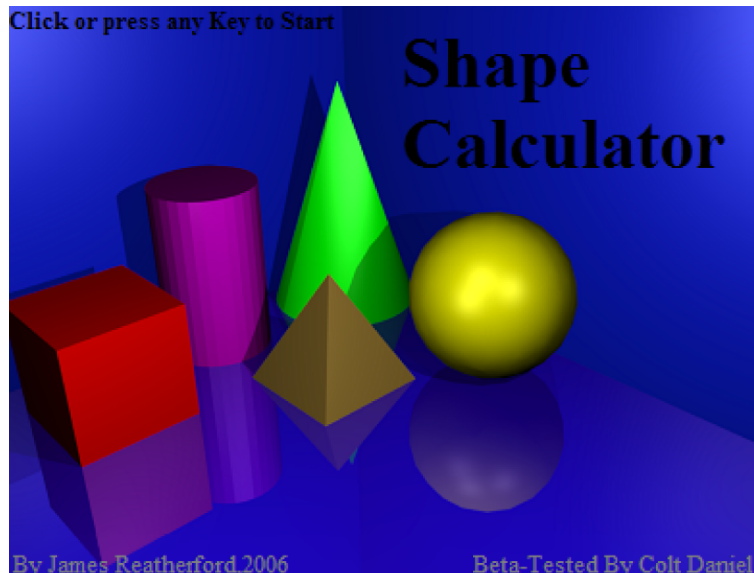 Click or press any Key to Start
Shape
Calculator
By James Reatherford.2006
Beta-Tested By Colt Daniel